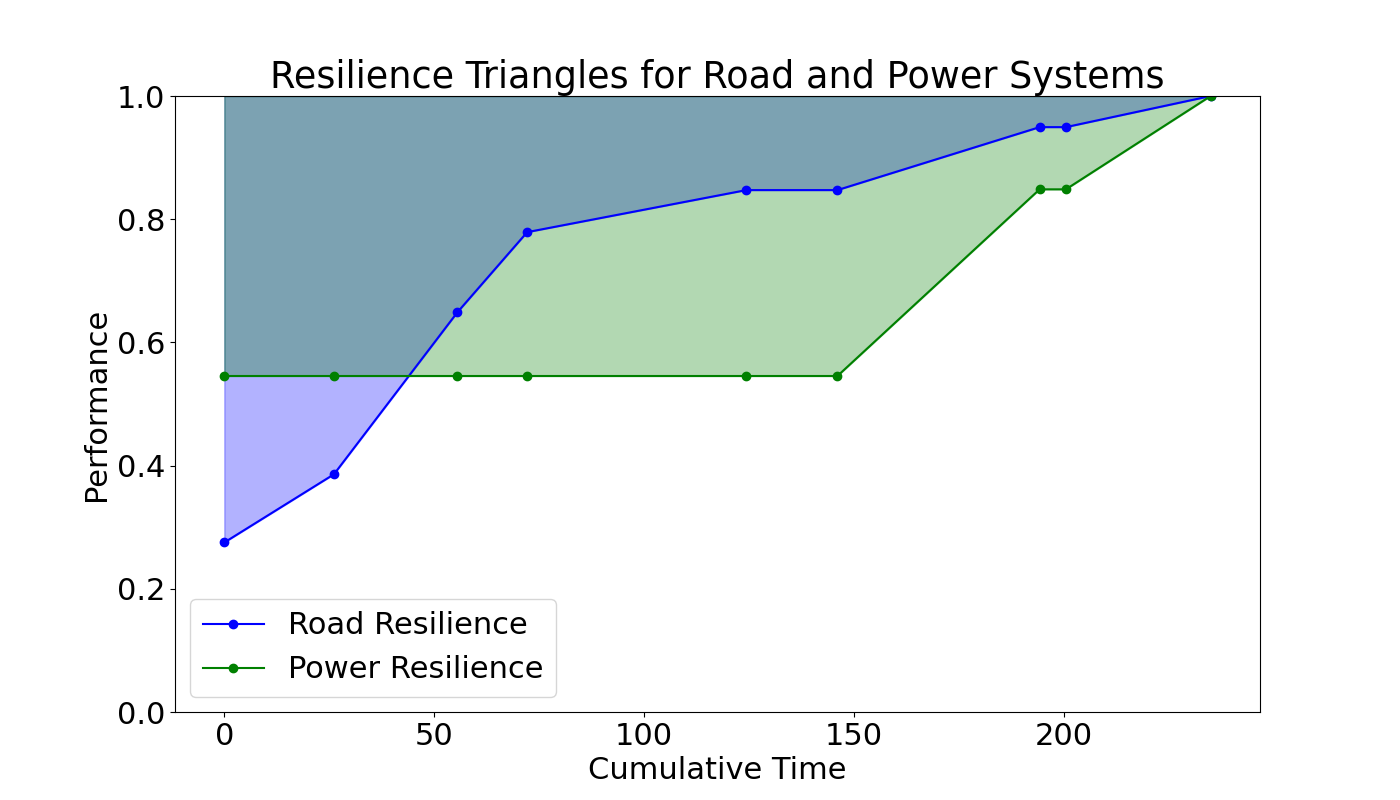 Resilience Triangles for Road and Power Systems
1.0
0.8
0.6
0.4
0.2
0.0
Performance
Road Resilience
Power Resilience
0 50 100 150 200
Cumulative Time